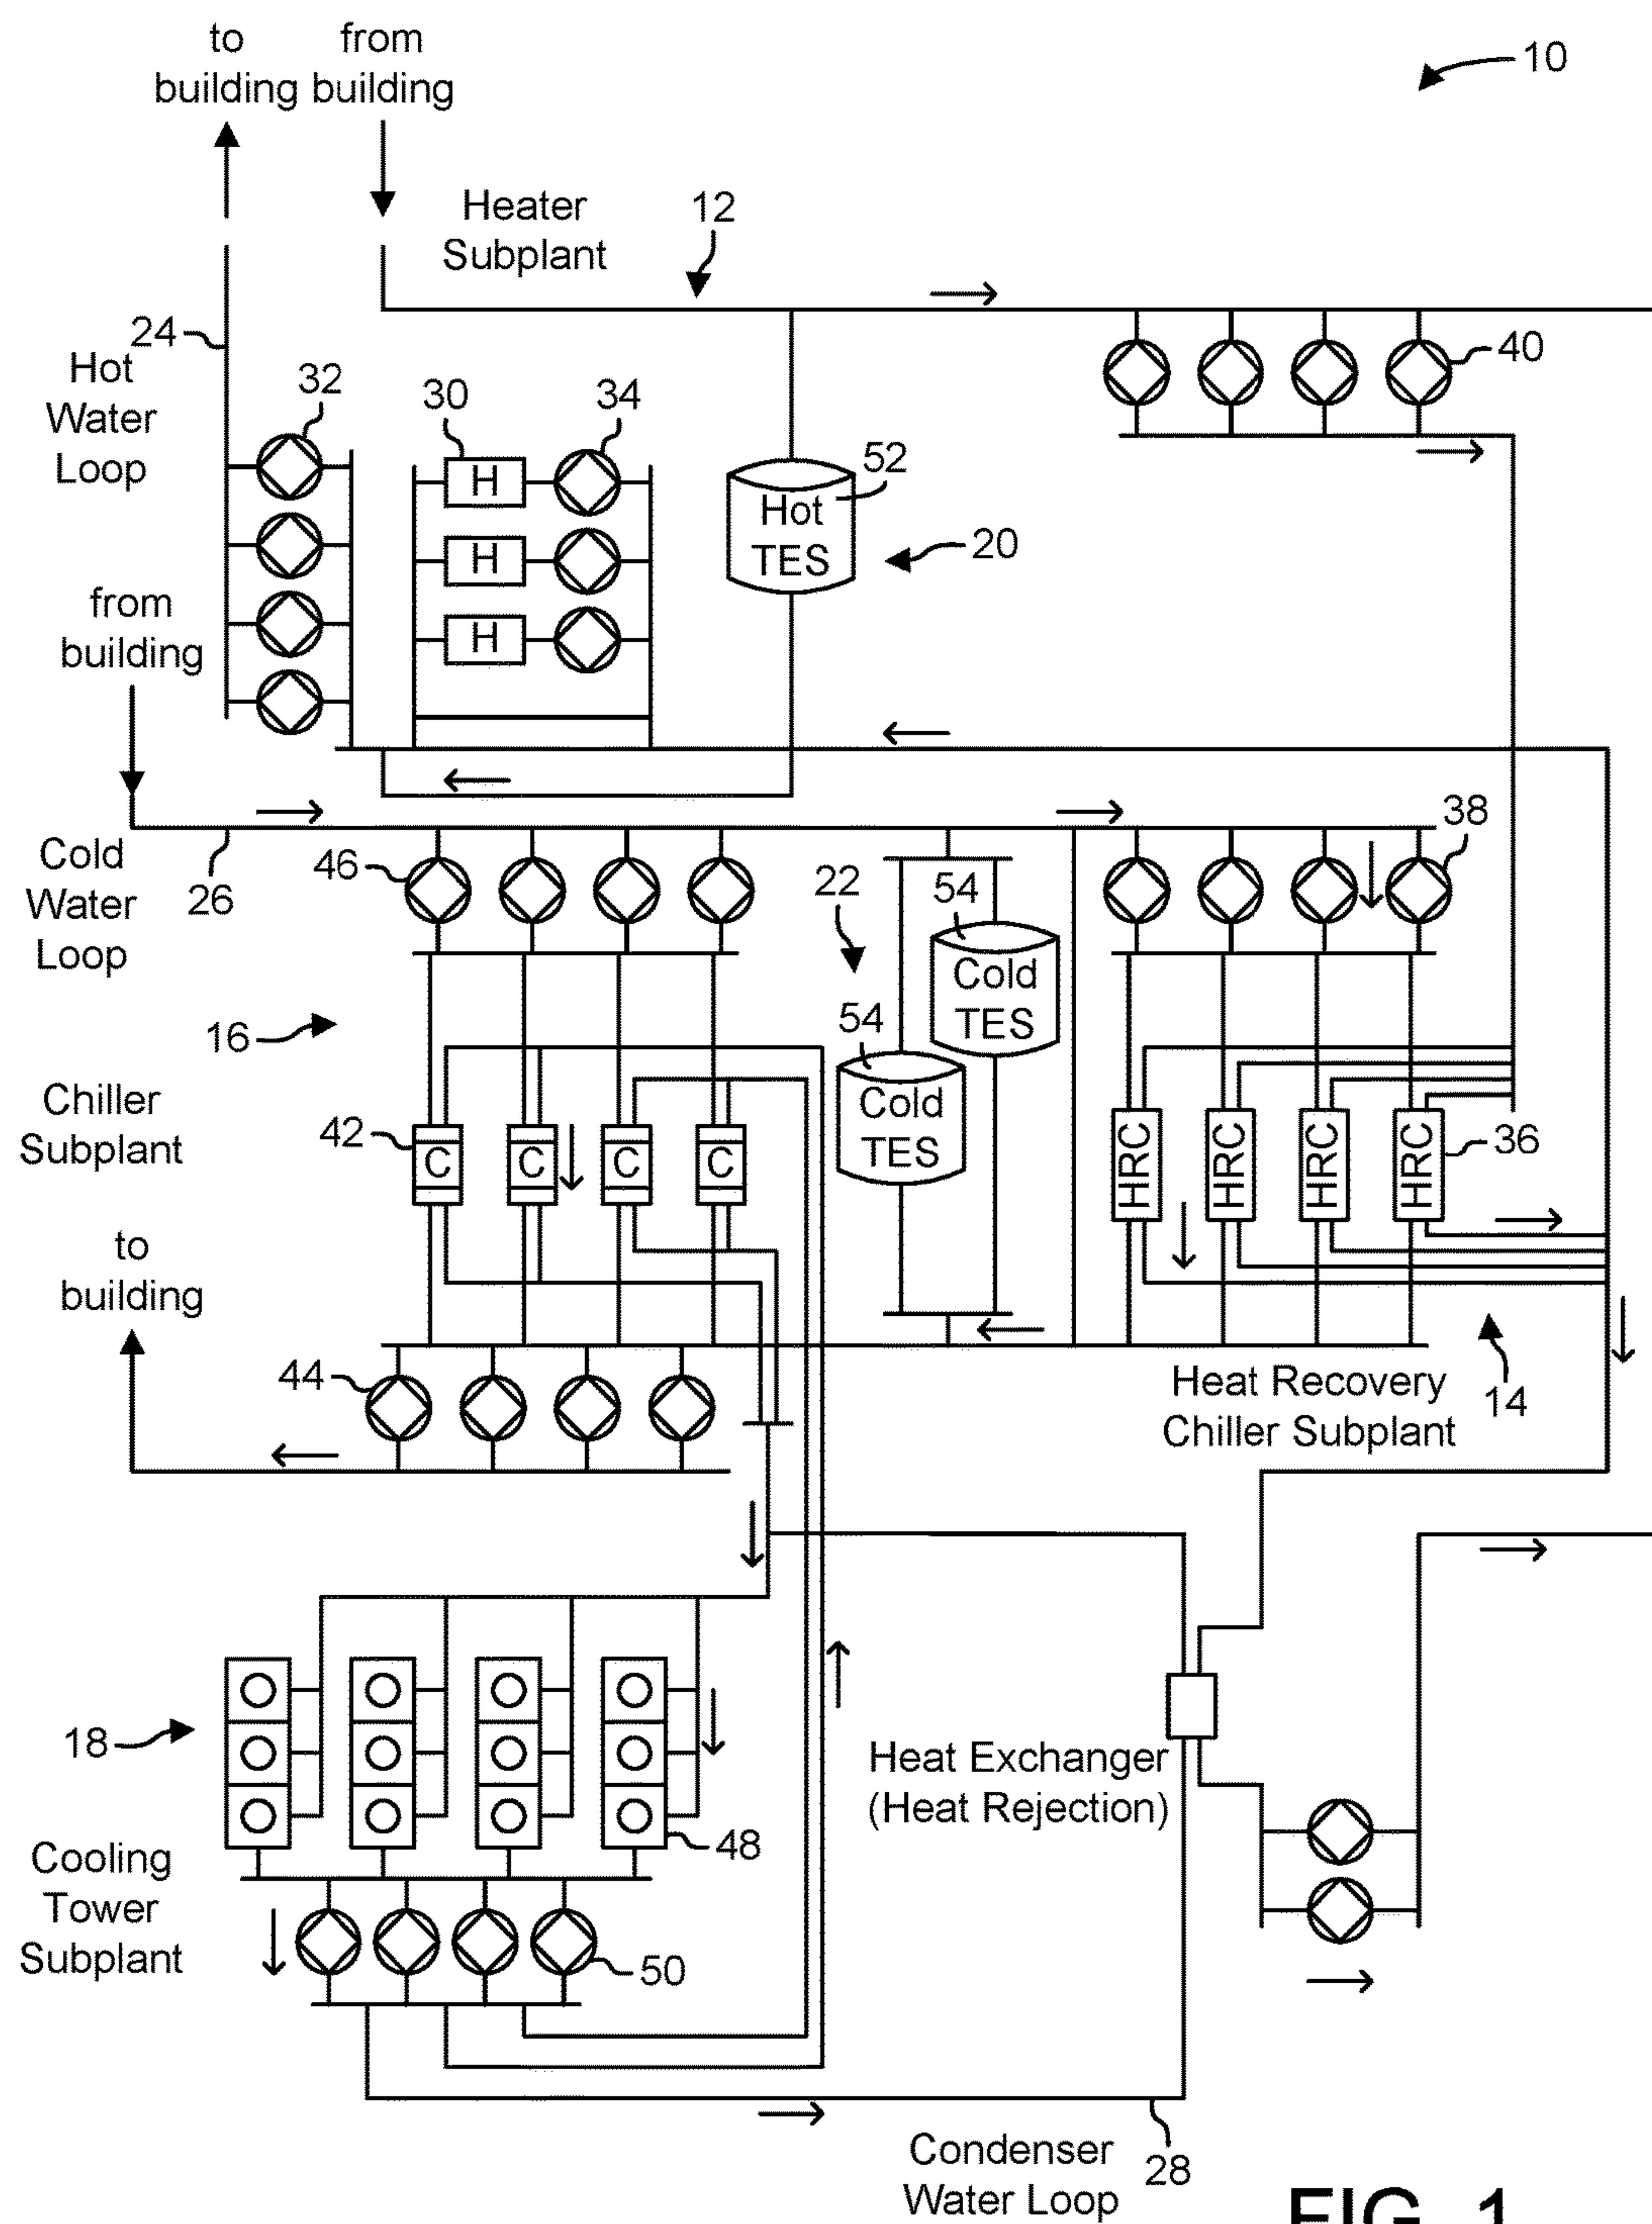 to from
building building
10
Heater
Subplant
12
24
Hot
Water
Loop
32
30
34
40
H
H
H
52
Hot
TES
20
from
building
Cold
Water
Loop
26
46
22
54
38
Cold
TES
54
Cold
TES
16
Chiller
Subplant
42
C
C
C
C
HRC
HRC
HRC
HRC
36
to
building
44
Heat Recovery
Chiller Subplant
14
18
Heat Exchanger
(Heat Rejection)
48
Cooling
Tower
Subplant
50
Condenser
Water Loop
28
FIG. 1